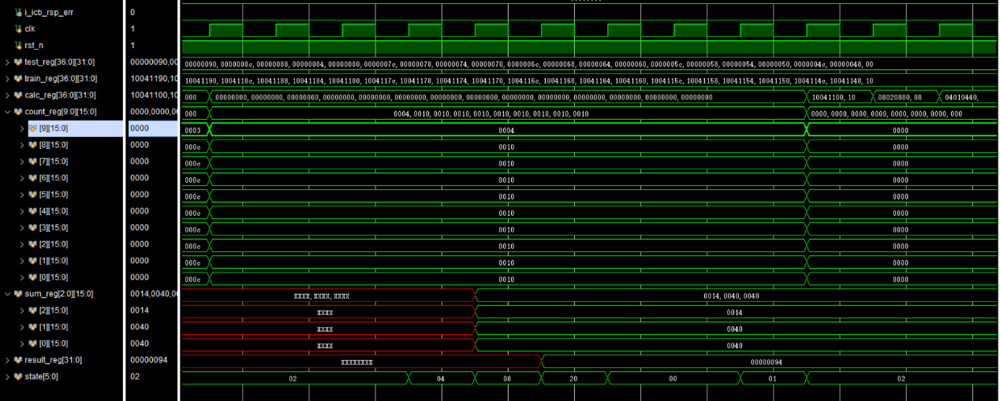 i_icb_rsp_err 0
clk 1
rst_n 1
test_reg[36:0][31:0] 00000090,00 00000090, 0000008c, 00000088, 00000084, 00000080, 0000007c, 00000078, 00000074, 00000070, 0000006c, 00000068, 00000064, 00000060, 0000005c, 00000058, 00000054, 00000050, 0000004c, 00000048, 00
train_reg[36:0][31:0] 10041190,10 10041190, 1004118c, 10041188, 10041184, 10041180, 1004117c, 10041178, 10041174, 10041170, 1004116c, 10041168, 10041164, 10041160, 1004115c, 10041158, 10041154, 10041150, 1004114c, 10041148, 10
calc_reg[36:0][31:0] 10041100,10 000 00000000, 00000000, 00000000, 00000000, 00000000, 00000000, 00000000, 00000000, 00000000, 00000000, 00000000, 00000000, 00000000, 00000000, 00000000 10041100, 10 08020880, 08 04010440,
count_reg[9:0][15:0] 0000,0000,00 000 0004, 0010, 0010, 0010, 0010, 0010, 0010, 0010, 0010, 0010 0000, 0000, 0000, 0000, 0000, 0000, 0000, 000
[9][15:0] 0000 0003 0004 0000
[8][15:0] 0000 000e 0010 0000
[7][15:0] 0000 000e 0010 0000
[6][15:0] 0000 000e 0010 0000
[5][15:0] 0000 000e 0010 0000
[4][15:0] 0000 000e 0010 0000
[3][15:0] 0000 000e 0010 0000
[2][15:0] 0000 000e 0010 0000
[1][15:0] 0000 000e 0010 0000
[0][15:0] 0000 000e 0010 0000
sum_reg[2:0][15:0] 0014,0040,00 XXXX, XXXX, XXXX 0014, 0040, 0040
[2][15:0] 0014 XXXX 0014
[1][15:0] 0040 XXXX 0040
[0][15:0] 0040 XXXX 0040
result_reg[31:0] 00000094 XXXXXXXX 00000094
state[5:0] 02 02 04 08 20 00 01 02